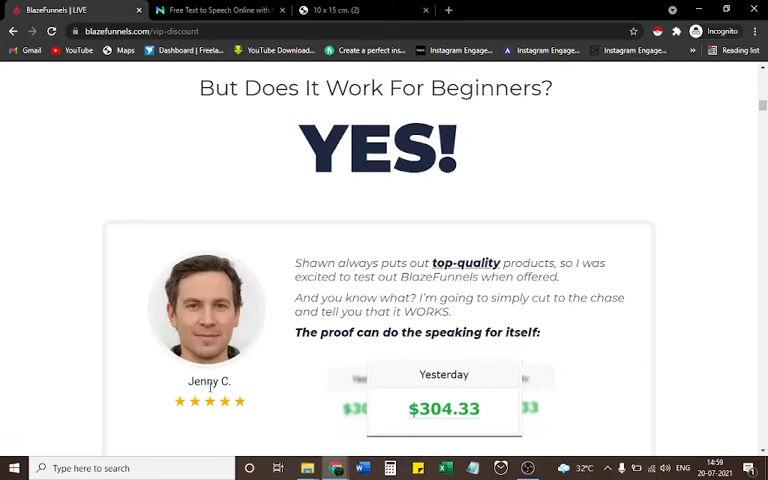 BlazeFunnels | LIVE
Free Text to Speech Online with
10 x 15 cm. (2)
blazefunnels.com/vip-discount
Incognito
Gmail
YouTube
Maps
Dashboard | Freela...
YouTube Download...
Create a perfect ins...
Instagram Engage...
Instagram Engage...
Instagram Engage...
Reading list
But Does It Work For Beginners?
YES!
Shawn always puts out top-quality products, so I was
excited to test out BlazeFunnels when offered.
And you know what? I'm going to simply cut to the chase
and tell you that it WORKS.
The proof can do the speaking for itself:
Jenny C.
Yesterday
$304.33
Type here to search
32°C
ENG
14:59
20-07-2021